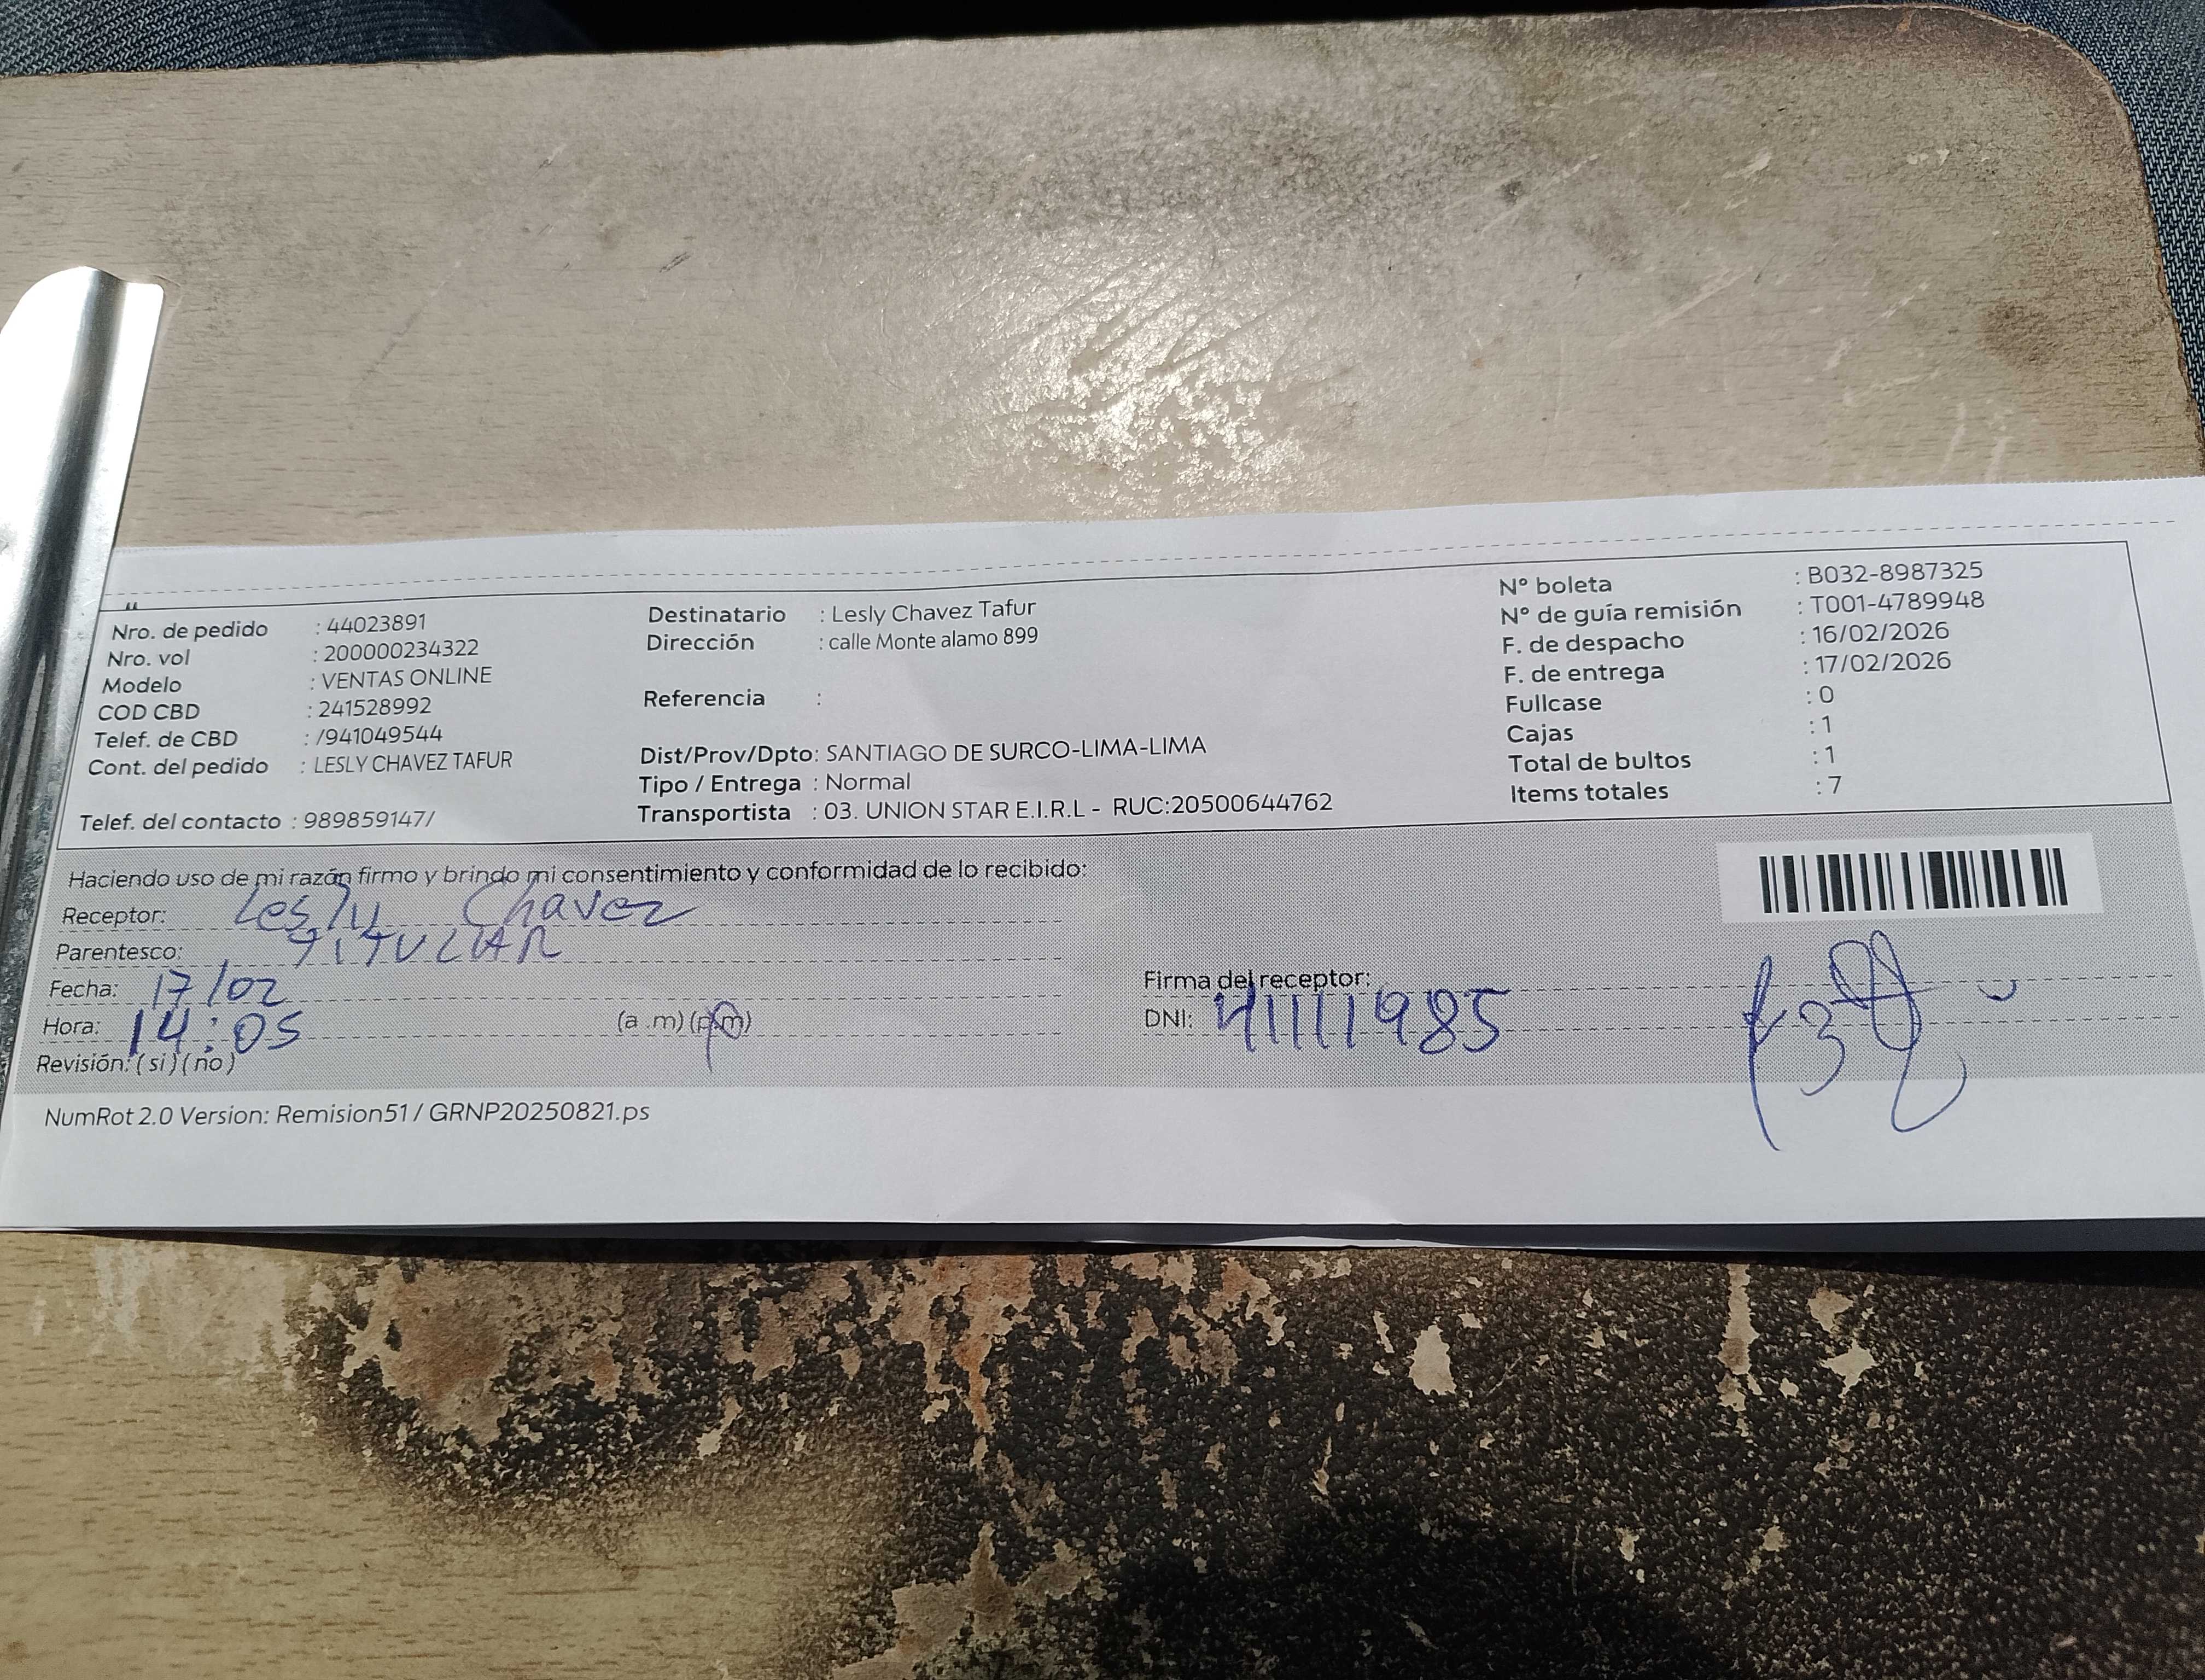 Nro. de pedido : 44023891
Nro. vol : 200000234322
Modelo : VENTAS ONLINE
COD CBD : 241528992
Telef. de CBD : /941049544
Cont. del pedido : LESLY CHAVEZ TAFUR
Telef. del contacto : 989859147/
Destinatario : Lesly Chavez Tafur
Dirección : calle Monte alamo 899
Referencia :
Dist/Prov/Dpto: SANTIAGO DE SURCO-LIMA-LIMA
Tipo / Entrega : Normal
Transportista : 03. UNION STAR E.I.R.L - RUC:20500644762
N° boleta : B032-8987325
N° de guía remisión : T001-4789948
F. de despacho : 16/02/2026
F. de entrega : 17/02/2026
Fullcase : 0
Cajas : 1
Total de bultos : 1
Items totales : 7
Haciendo uso de mi razón firmo y brindo mi consentimiento y conformidad de lo recibido:
Receptor: Lesly Chavez
Parentesco: TITULAR
Fecha: 17/02
Hora: 14:05 (a .m) (p.m)
Revisión: ( si ) ( no )
Firma del receptor:
DNI: 41111985
NumRot 2.0 Version: Remision51 / GRNP20250821.ps